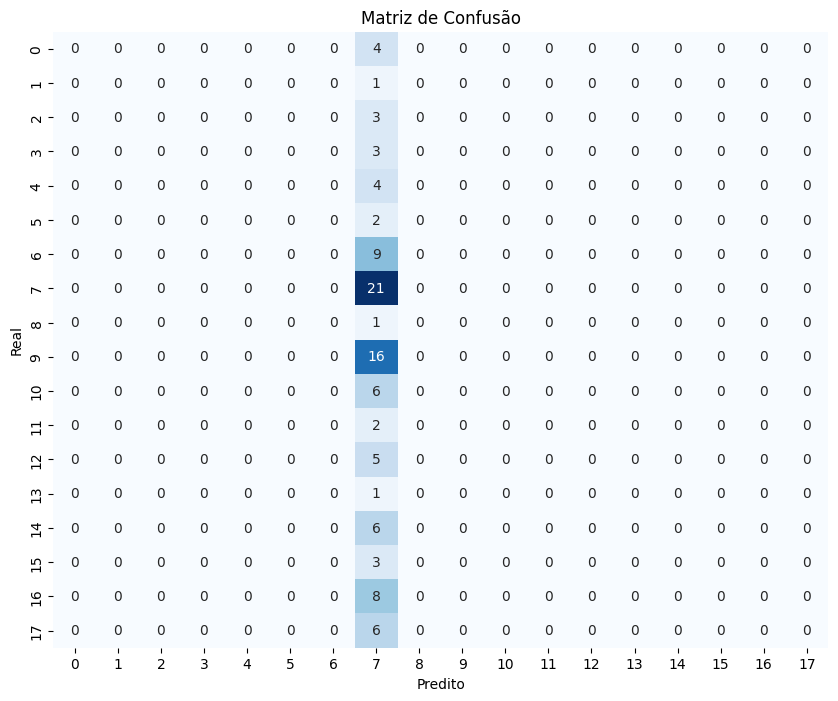 Matriz de Confusão
0 0 0 0 0 0 0 0 4 0 0 0 0 0 0 0 0 0 0
1 0 0 0 0 0 0 0 1 0 0 0 0 0 0 0 0 0 0
2 0 0 0 0 0 0 0 3 0 0 0 0 0 0 0 0 0 0
3 0 0 0 0 0 0 0 3 0 0 0 0 0 0 0 0 0 0
4 0 0 0 0 0 0 0 4 0 0 0 0 0 0 0 0 0 0
5 0 0 0 0 0 0 0 2 0 0 0 0 0 0 0 0 0 0
6 0 0 0 0 0 0 0 9 0 0 0 0 0 0 0 0 0 0
7 0 0 0 0 0 0 0 21 0 0 0 0 0 0 0 0 0 0
8 0 0 0 0 0 0 0 1 0 0 0 0 0 0 0 0 0 0
Real
9 0 0 0 0 0 0 0 16 0 0 0 0 0 0 0 0 0 0
10 0 0 0 0 0 0 0 6 0 0 0 0 0 0 0 0 0 0
11 0 0 0 0 0 0 0 2 0 0 0 0 0 0 0 0 0 0
12 0 0 0 0 0 0 0 5 0 0 0 0 0 0 0 0 0 0
13 0 0 0 0 0 0 0 1 0 0 0 0 0 0 0 0 0 0
14 0 0 0 0 0 0 0 6 0 0 0 0 0 0 0 0 0 0
15 0 0 0 0 0 0 0 3 0 0 0 0 0 0 0 0 0 0
16 0 0 0 0 0 0 0 8 0 0 0 0 0 0 0 0 0 0
17 0 0 0 0 0 0 0 6 0 0 0 0 0 0 0 0 0 0
0 1 2 3 4 5 6 7 8 9 10 11 12 13 14 15 16 17
Predito